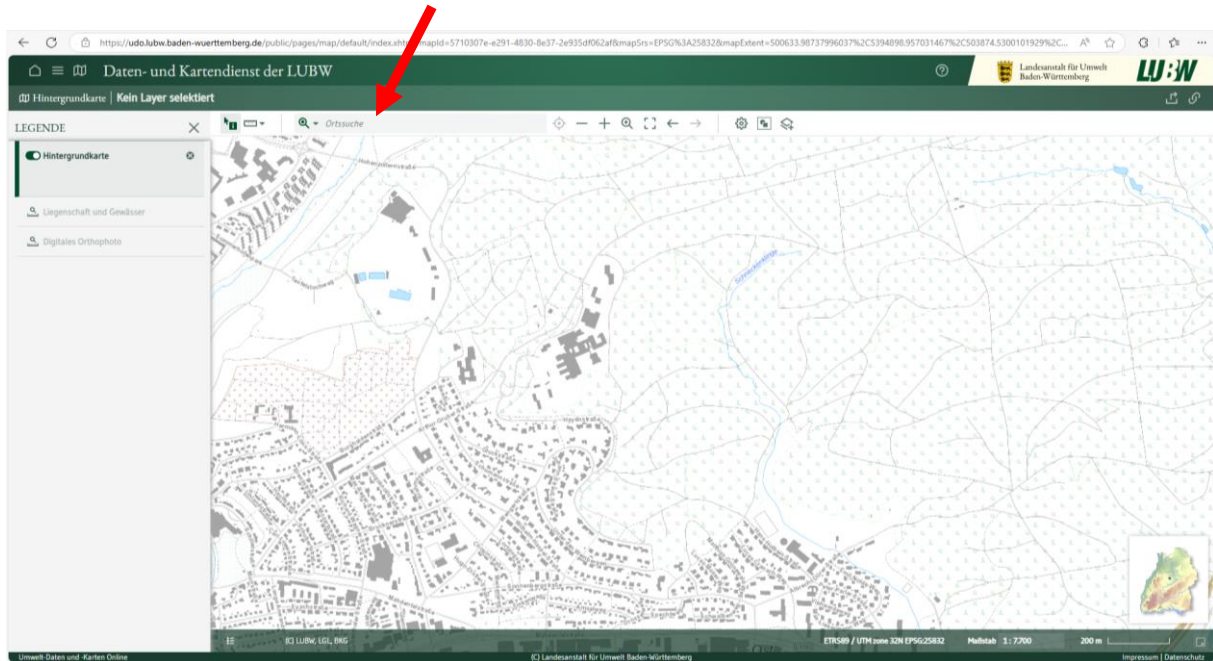 https://udo.lubw.baden-wuerttemberg.de/public/pages/map/default/index.xhtml?mapId=5710307e-e291-4830-8e37-2e935df062af&mapSrs=EPSG%3A25832&mapExtent=500633.98737996037%2C5394898.957031467%2C503874.5300101929%2C...
Daten- und Kartendienst der LUBW
Landesanstalt für Umwelt
Baden-Württemberg
LU:W
Hintergrundkarte | Kein Layer selektiert
LEGENDE
Ortssuche
Hintergrundkarte
Liegenschaft und Gewässer
Digitales Orthophoto
(C) LUBW, LGL, BKG
ETRS89 / UTM zone 32N EPSG:25832
Maßstab 1 : 7.700
200 m
Umwelt-Daten und -Karten Online
(C) Landesanstalt für Umwelt Baden-Württemberg
Impressum | Datenschutz